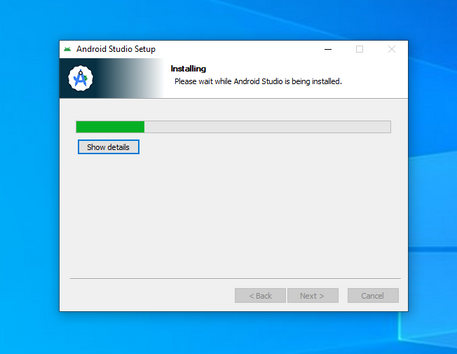 Android Studio Setup
Installing
Please wait while Android Studio is being installed.
Show details
< Back
Next >
Cancel